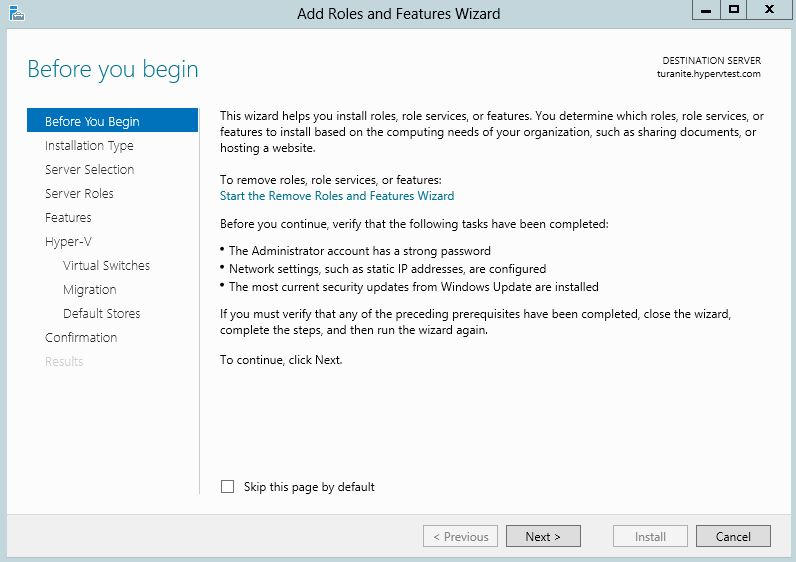 Add Roles and Features Wizard
Before you begin
DESTINATION SERVER
turanite.hypervtest.com
Before You Begin
Installation Type
Server Selection
Server Roles
Features
Hyper-V
Virtual Switches
Migration
Default Stores
Confirmation
Results
This wizard helps you install roles, role services, or features. You determine which roles, role services, or
features to install based on the computing needs of your organization, such as sharing documents, or
hosting a website.
To remove roles, role services, or features:
Start the Remove Roles and Features Wizard
Before you continue, verify that the following tasks have been completed:
• The Administrator account has a strong password
• Network settings, such as static IP addresses, are configured
• The most current security updates from Windows Update are installed
If you must verify that any of the preceding prerequisites have been completed, close the wizard,
complete the steps, and then run the wizard again.
To continue, click Next.
Skip this page by default
< Previous
Next >
Install
Cancel